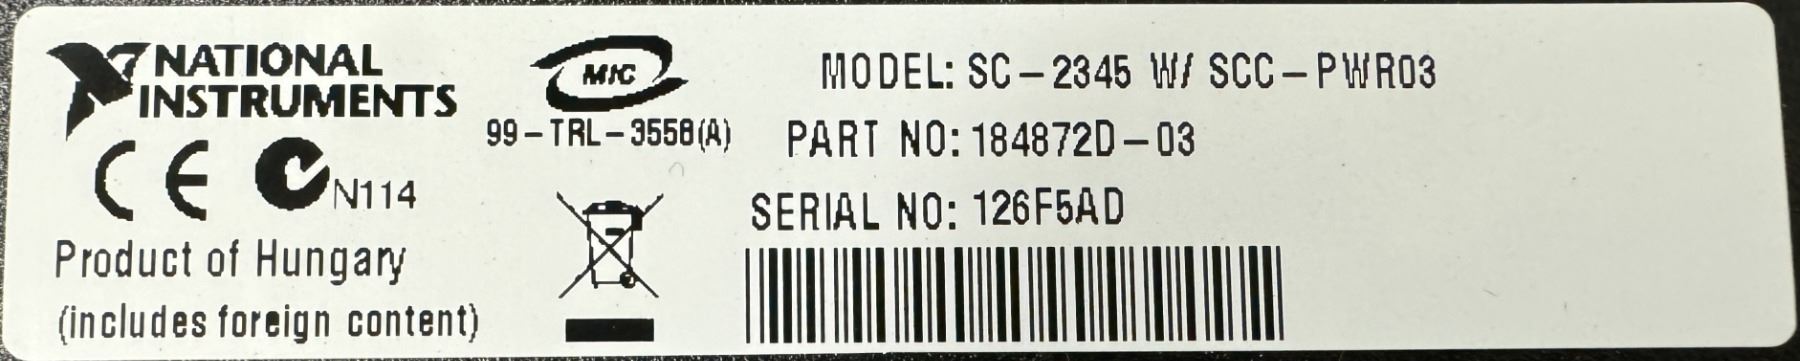 NATIONAL
INSTRUMENTS
N114
Product of Hungary
(includes foreign content)
MIC
99-TRL-3558(A)
MODEL: SC-2345 W/ SCC-PWR03
PART NO: 184872D-03
SERIAL NO: 126F5AD